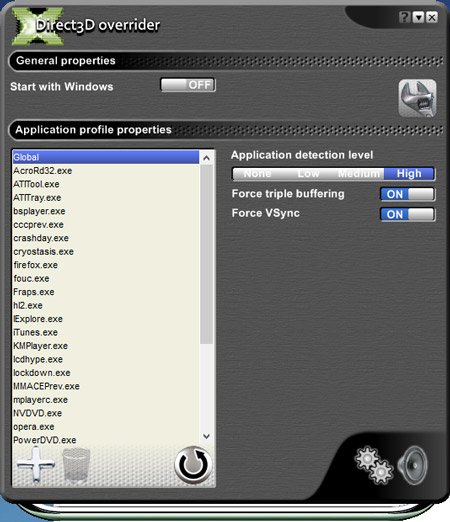 Direct3D overrider
General properties
Start with Windows OFF
Application profile properties
Global
AcroRd32.exe
ATITool.exe
ATITray.exe
bsplayer.exe
cccprev.exe
crashday.exe
cryostasis.exe
firefox.exe
fouc.exe
Fraps.exe
hl2.exe
IExplore.exe
iTunes.exe
KMPlayer.exe
lcdhype.exe
lockdown.exe
MMACEPrev.exe
mplayerc.exe
NVDVD.exe
opera.exe
PowerDVD.exe
Application detection level
None Low Medium High
Force triple buffering ON
Force VSync ON